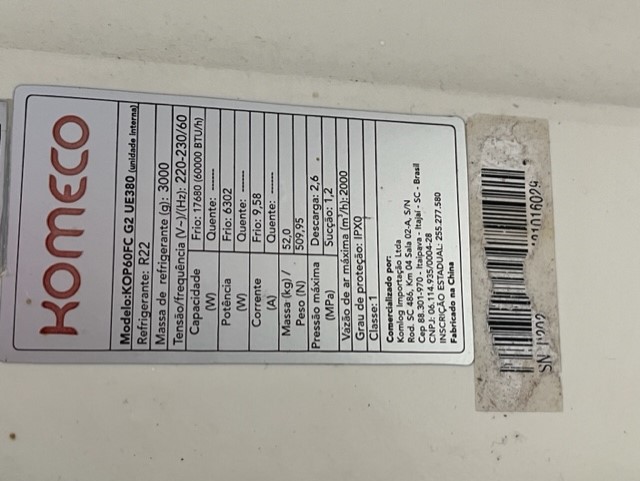 KOMECO
Modelo:KOP60FC G2 UE380 (unidade interna)
Refrigerante: R22
Massa de refrigerante (g): 3000
Tensão/frequência (V~)/(Hz): 220-230/60
Capacidade (W) Frio: 17680 (60000 BTU/h)
Quente: ------
Potência (W) Frio: 6302
Quente: ------
Corrente (A) Frio: 9,58
Quente: ------
Massa (kg) / 52,0
Peso (N) 509,95
Pressão máxima Descarga: 2,6
(MPa) Sucção: 1,2
Vazão de ar máxima (m³/h): 2000
Grau de proteção: IPX0
Classe: 1
Comercializado por:
Komlog Importação Ltda
Rod. SC 486, Km 04 Sala 02-A, S/N
Cep 88.301-970 - Itaipava - Itajaí - SC - Brasil
CNPJ: 06.114.935/0004-28
INSCRIÇÃO ESTADUAL: 255.277.580
Fabricado na China
SN